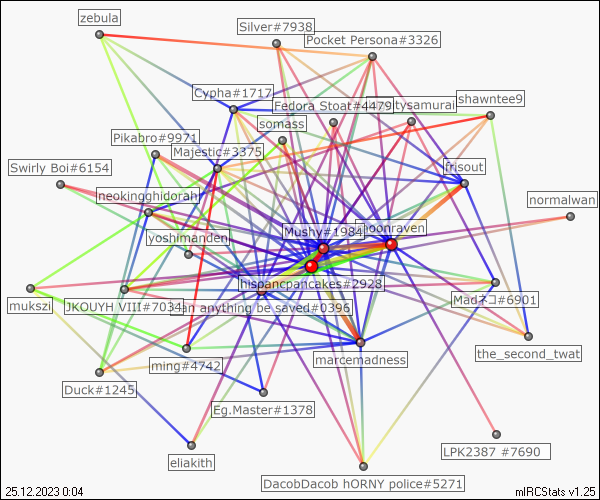 zebula
Silver#7938
Pocket Persona#3326
Cypha#1717
Fedora Stoat#4479
tysamurai
shawntee9
somass
Pikabro#9971
Majestic#3375
Swirly Boi#6154
frisout
neokingghidorah
normalwan
yoshimanden
Mushy#1984
oonraven
hispancpancakes#2928
mukszi
JKOUYH VIII#7034
an anything be saved#0396
Madネコ#6901
marcemadness
the_second_twat
ming#4742
Duck#1245
Eg.Master#1378
eliakith
LPK2387 #7690
DacobDacob hORNY police#5271
25.12.2023 0:04
mIRCStats v1.25